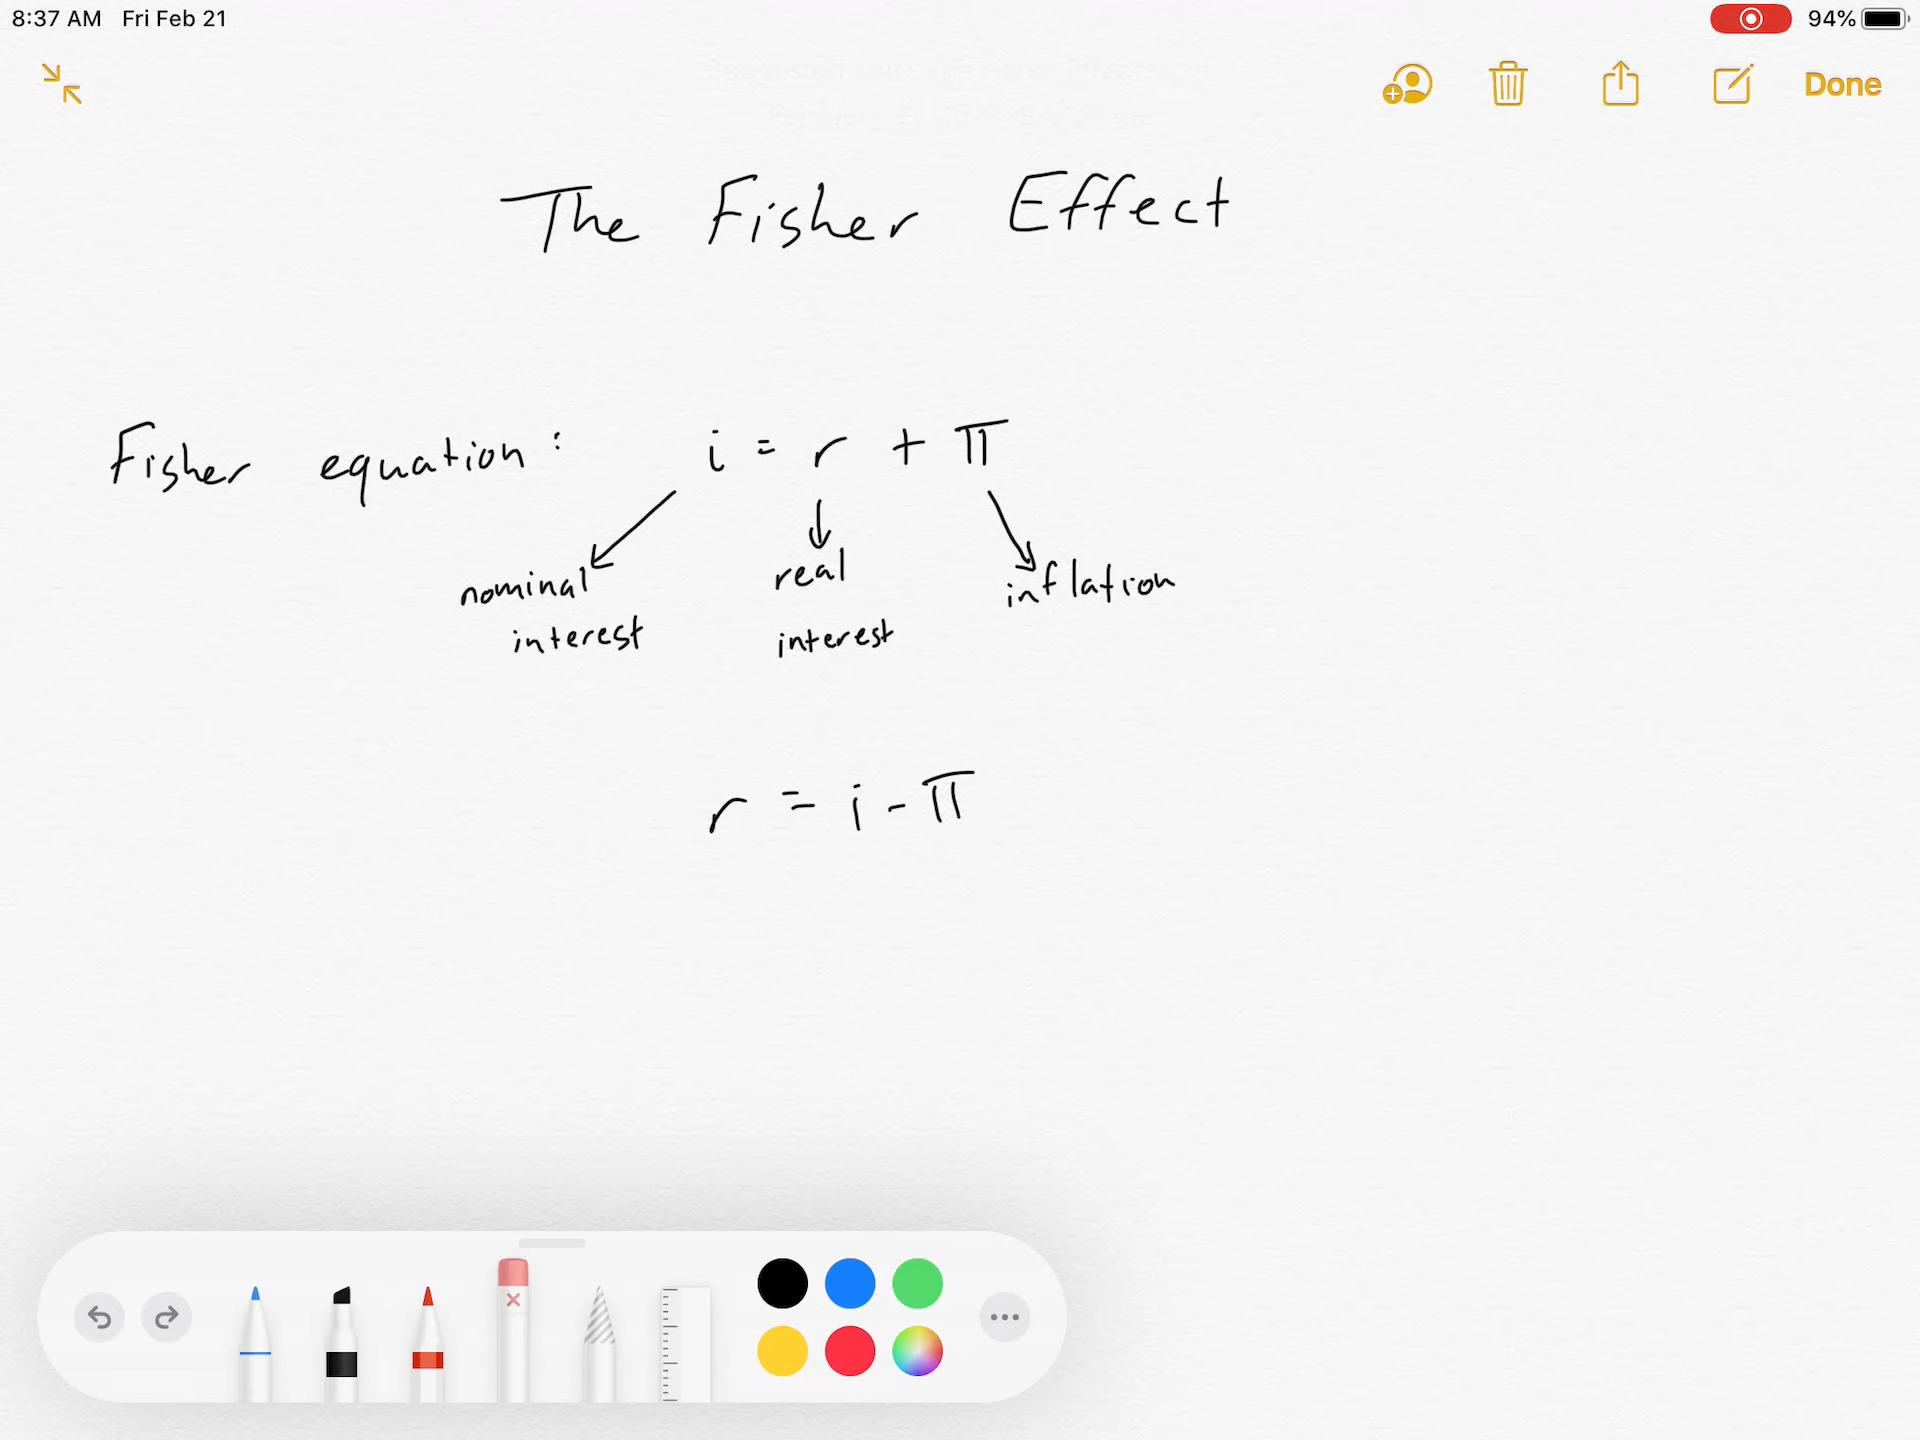 8:37 AM Fri Feb 21 94%
Done
The Fisher Effect
Fisher equation: i = r + π
nominal real inflation
interest interest
r = i - π